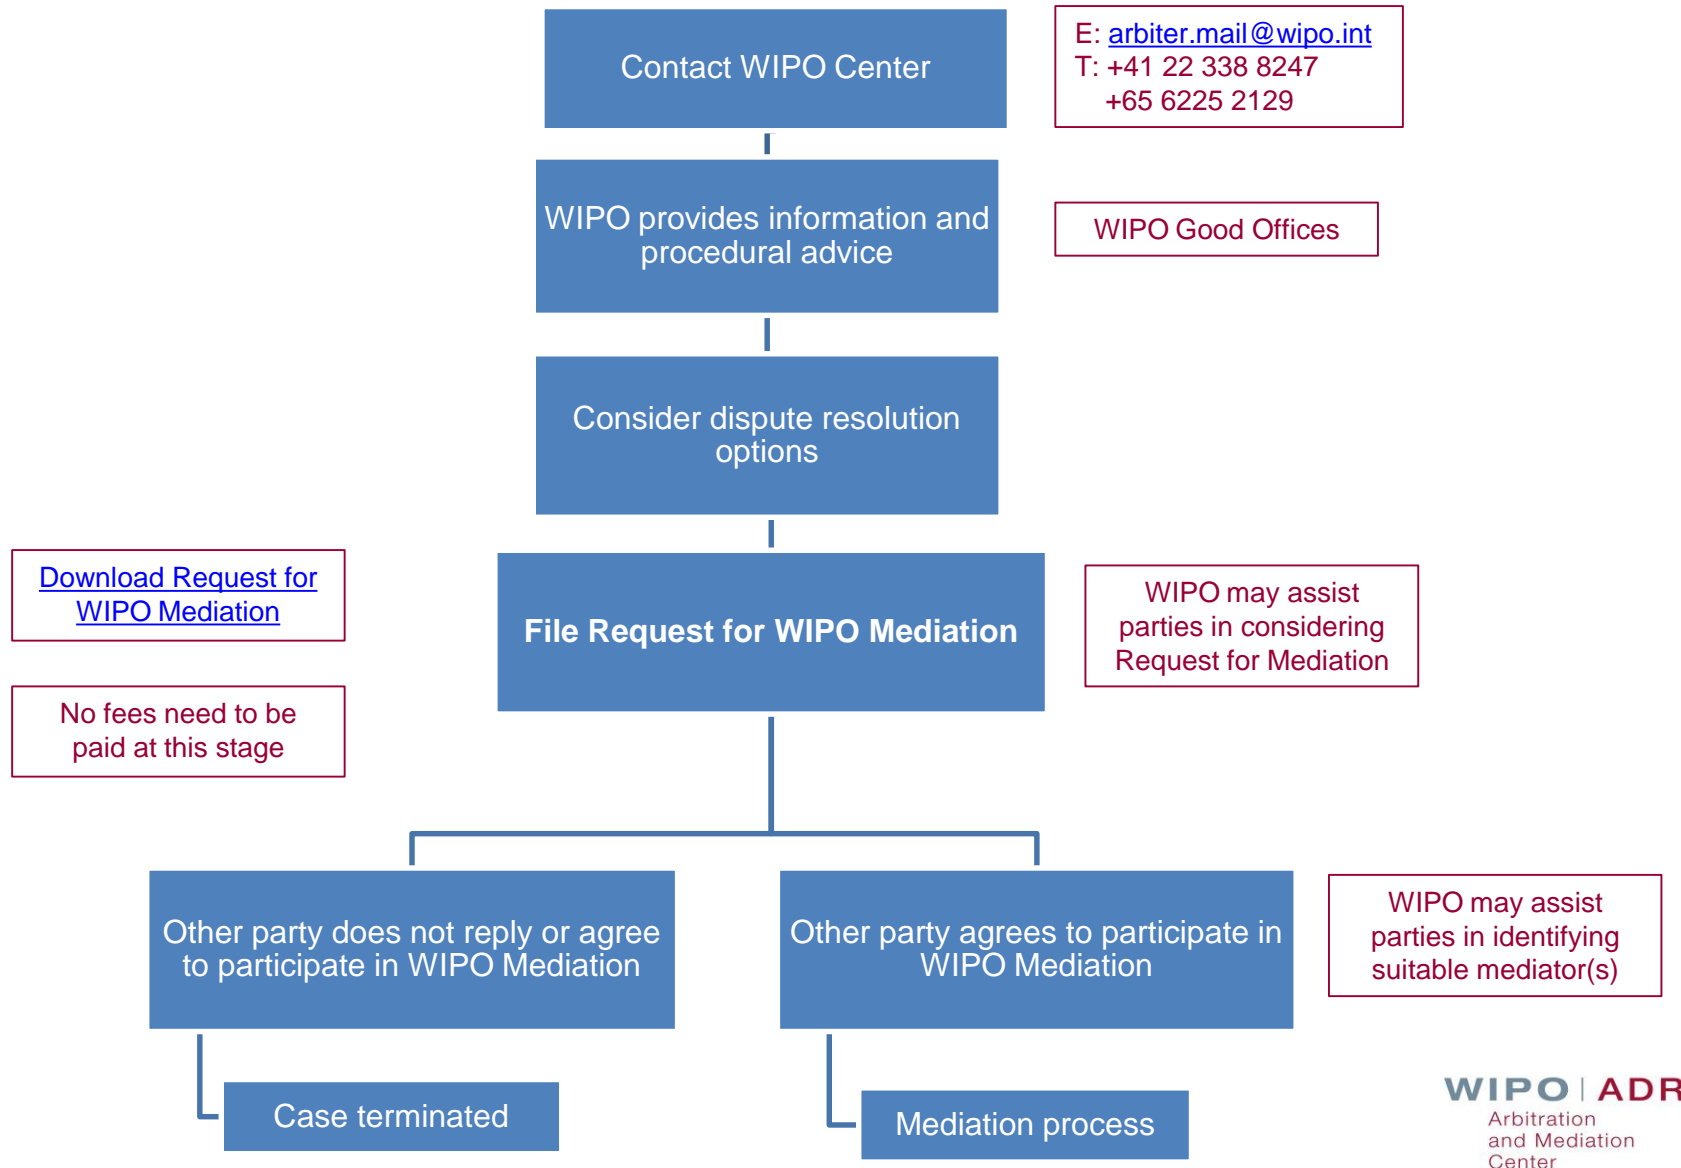 Contact WIPO Center
E: arbiter.mail@wipo.int
T: +41 22 338 8247
+65 6225 2129
WIPO provides information and
procedural advice
WIPO Good Offices
Consider dispute resolution
options
Download Request for
WIPO Mediation
No fees need to be
paid at this stage
File Request for WIPO Mediation
WIPO may assist
parties in considering
Request for Mediation
Other party does not reply or agree
to participate in WIPO Mediation
Other party agrees to participate in
WIPO Mediation
WIPO may assist
parties in identifying
suitable mediator(s)
Case terminated
Mediation process
WIPO | ADR
Arbitration
and Mediation
Center